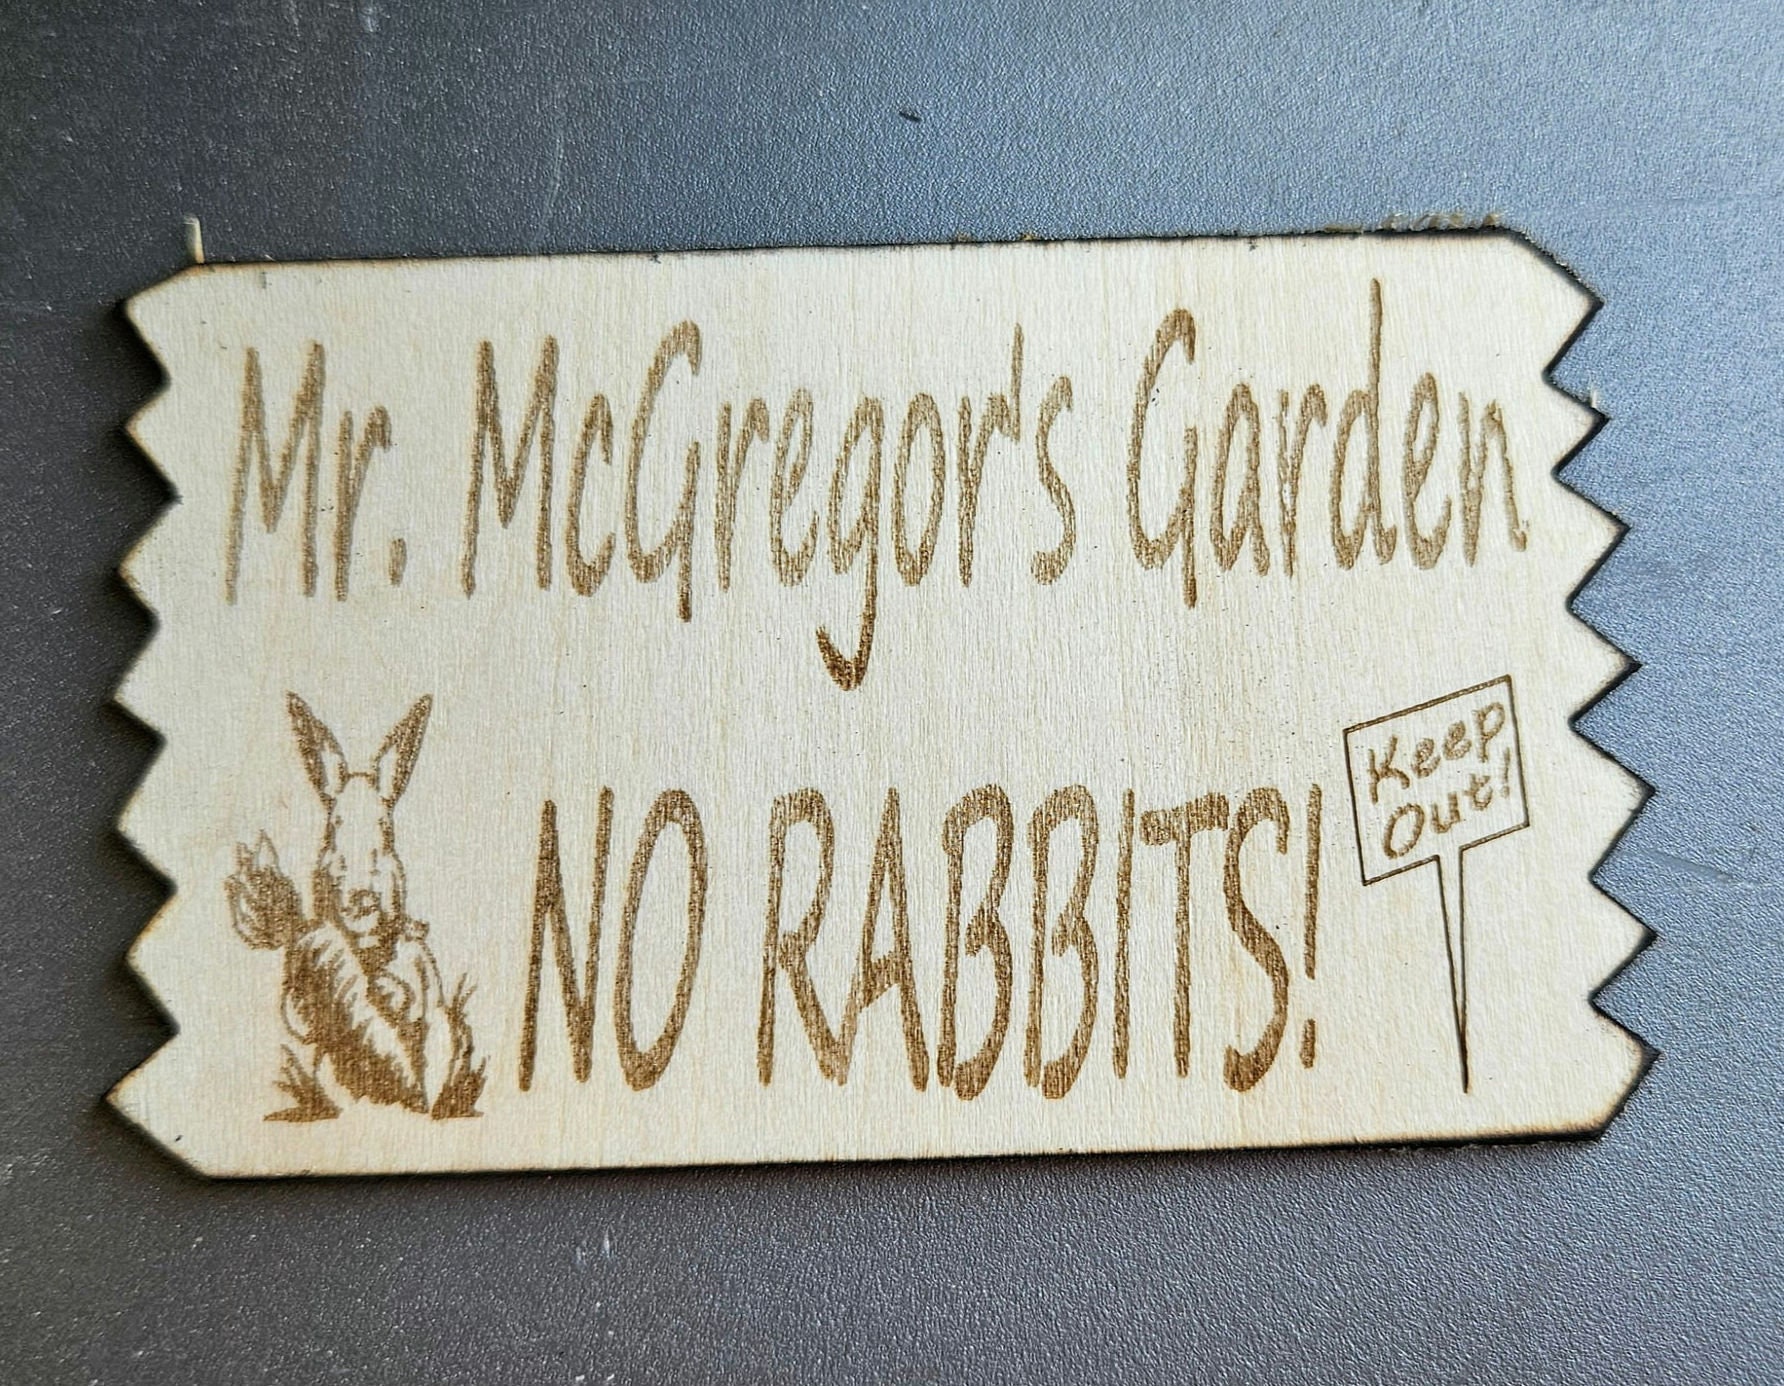 Mr. McGregor's Garden
NO RABBITS!
Keep
Out!